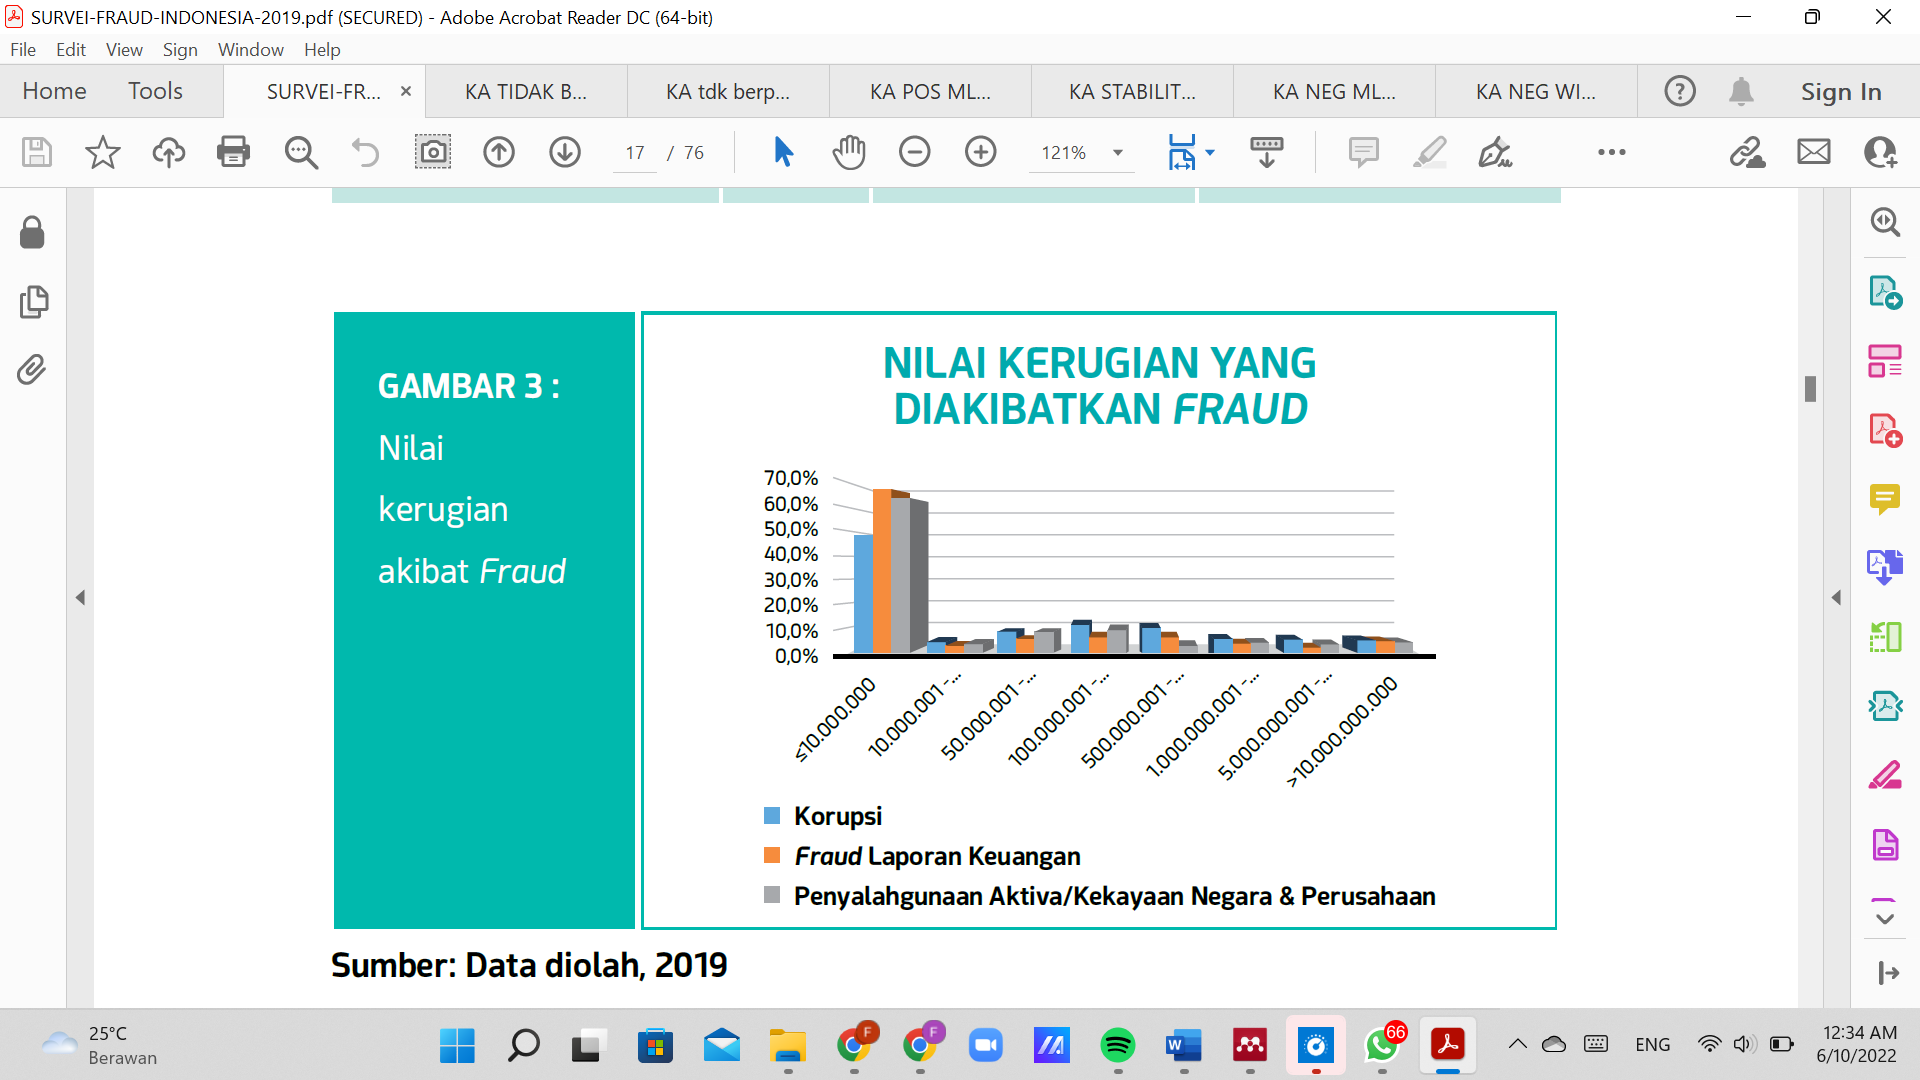 SURVEI-FRAUD-INDONESIA-2019.pdf (SECURED) - Adobe Acrobat Reader DC (64-bit)
File Edit View Sign Window Help
Home Tools SURVEI-FR... × KA TIDAK B... KA tdk berp... KA POS ML... KA STABILIT... KA NEG ML... KA NEG WI... Sign In
17 / 76 121%
GAMBAR 3 :
Nilai
kerugian
akibat Fraud
NILAI KERUGIAN YANG
DIAKIBATKAN FRAUD
70,0%
60,0%
50,0%
40,0%
30,0%
20,0%
10,0%
0,0%
≤10.000.000
10.000.001 -...
50.000.001 -...
100.000.001 -...
500.000.001 -...
1.000.000.001 -...
5.000.000.001 -...
>10.000.000.000
Korupsi
Fraud Laporan Keuangan
Penyalahgunaan Aktiva/Kekayaan Negara & Perusahaan
Sumber: Data diolah, 2019
25°C
Berawan
F
F
W
66
ENG
12:34 AM
6/10/2022